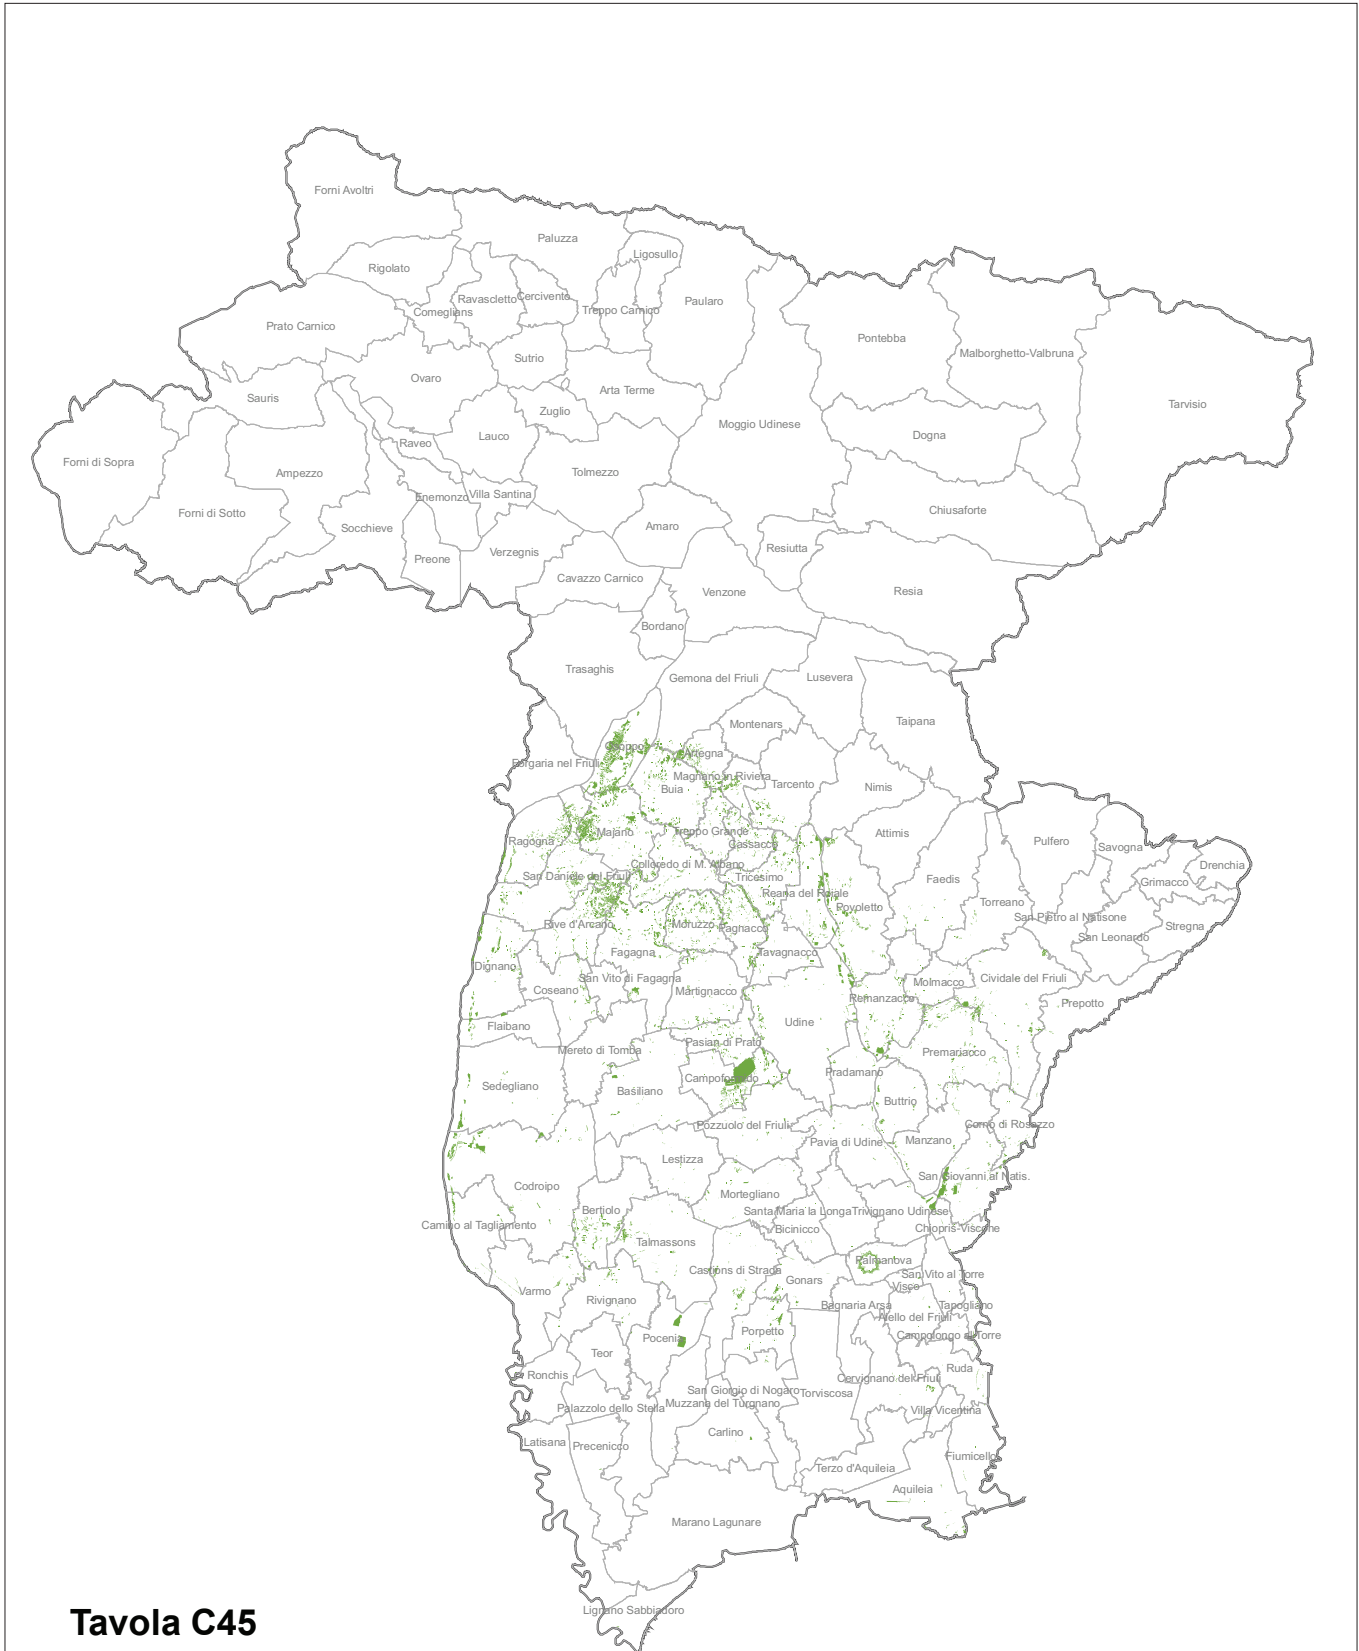 Forni Avoltri
Paluzza
Ligosullo
Rigolato
Ravascletto
Cercivento
Paularo
Comeglians
Treppo Carnico
Prato Carnico
Pontebba
Malborghetto-Valbruna
Sutrio
Ovaro
Arta Terme
Sauris
Tarvisio
Zuglio
Moggio Udinese
Lauco
Dogna
Raveo
Forni di Sopra
Ampezzo
Tolmezzo
Enemonzo
Villa Santina
Forni di Sotto
Chiusaforte
Socchieve
Amaro
Preone
Verzegnis
Resiutta
Cavazzo Carnico
Venzone
Resia
Bordano
Trasaghis
Gemona del Friuli
Lusevera
Montenars
Taipana
Osoppo
Artegna
Forgaria nel Friuli
Magnano in Riviera
Buia
Tarcento
Nimis
Majano
Treppo Grande
Attimis
Ragogna
Cassacco
Pulfero
Savogna
Colloredo di M. Albano
Drenchia
San Daniele del Friuli
Tricesimo
Faedis
Grimacco
Reana del Rojale
Torreano
Povoletto
San Pietro al Natisone
Rive d'Arcano
Moruzzo
Pagnacco
Stregna
San Leonardo
Fagagna
Tavagnacco
Dignano
San Vito di Fagagna
Cividale del Friuli
Coseano
Martignacco
Molmacco
Remanzacco
Prepotto
Udine
Flaibano
Pasian di Prato
Mereto di Tomba
Premariacco
Campoformido
Pradamano
Sedegliano
Basiliano
Buttrio
Pozzuolo del Friuli
Corno di Rosazzo
Pavia di Udine
Manzano
Lestizza
San Giovanni al Natis.
Codroipo
Mortegliano
Bertiolo
Santa Maria la Longa
Trivignano Udinese
Camino al Tagliamento
Bicinicco
Chiopris-Viscone
Talmassons
Palmanova
Castions di Strada
Gonars
San Vito al Torre
Visco
Varmo
Rivignano
Bagnaria Arsa
Tapogliano
Aiello del Friuli
Pocenia
Porpetto
Campolongo al Torre
Teor
Ronchis
Ruda
Cervignano del Friuli
San Giorgio di Nogaro
Torviscosa
Muzzana del Turgnano
Palazzolo dello Stella
Villa Vicentina
Carlino
Latisana
Precenicco
Fiumicello
Terzo d'Aquileia
Aquileia
Marano Lagunare
Lignano Sabbiadoro
Tavola C45